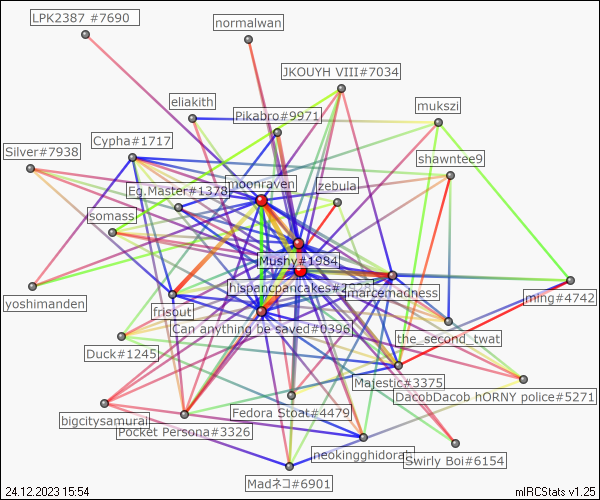 LPK2387 #7690
normalwan
JKOUYH VIII#7034
eliakith
mukszi
Pikabro#9971
Cypha#1717
Silver#7938
shawntee9
moonraven
zebula
Eg.Master#1378
somass
Mushy#1984
hispancpancakes#2928
marcemadness
yoshimanden
ming#4742
frisout
Can anything be saved#0396
the_second_twat
Duck#1245
Majestic#3375
DacobDacob hORNY police#5271
Fedora Stoat#4479
bigcitysamurai
Pocket Persona#3326
neokingghidorah
Swirly Boi#6154
Madネコ#6901
24.12.2023 15:54
mIRCStats v1.25